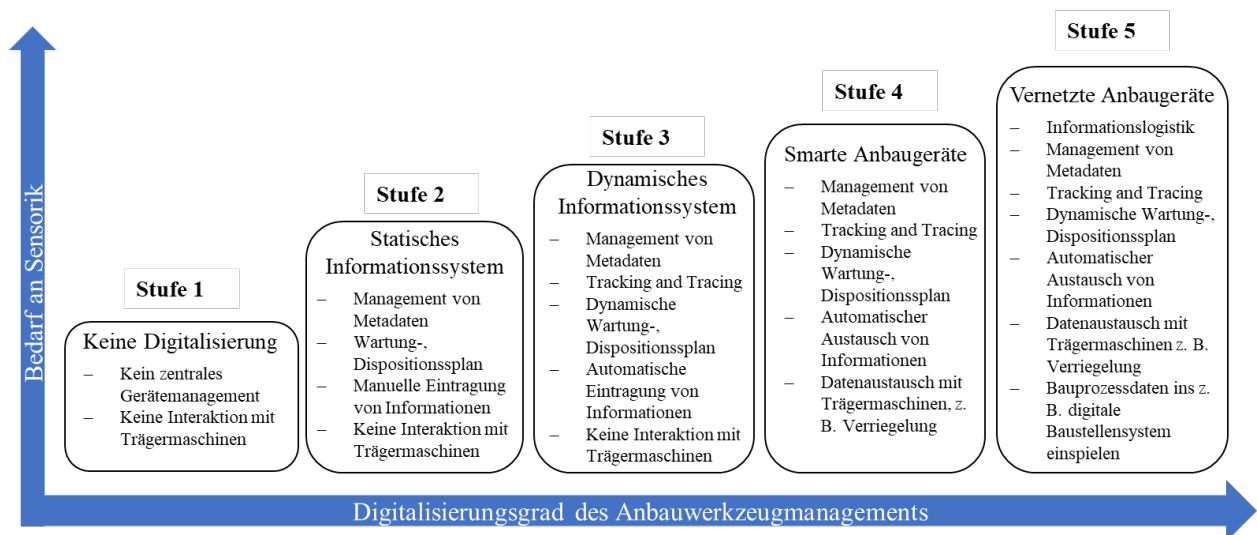 Bedarf an Sensorik
Stufe 1
Keine Digitalisierung
– Kein zentrales
Gerätemanagement
– Keine Interaktion mit
Trägermaschinen
Stufe 2
Statisches
Informationssystem
– Management von
Metadaten
– Wartung-,
Dispositionssplan
– Manuelle Eintragung
von Informationen
– Keine Interaktion mit
Trägermaschinen
Stufe 3
Dynamisches
Informationssystem
– Management von
Metadaten
– Tracking and Tracing
– Dynamische
Wartung-,
Dispositionssplan
– Automatische
Eintragung von
Informationen
– Keine Interaktion mit
Trägermaschinen
Stufe 4
Smarte Anbaugeräte
– Management von
Metadaten
– Tracking and Tracing
– Dynamische
Wartung-,
Dispositionssplan
– Automatischer
Austausch von
Informationen
– Datenaustausch mit
Trägermaschinen, z.
B. Verriegelung
Stufe 5
Vernetzte Anbaugeräte
– Informationslogistik
– Management von
Metadaten
– Tracking and Tracing
– Dynamische Wartung-,
Dispositionssplan
– Automatischer
Austausch von
Informationen
– Datenaustausch mit
Trägermaschinen z. B.
Verriegelung
– Bauprozessdaten ins z.
B. digitale
Baustellensystem
einspielen
Digitalisierungsgrad des Anbauwerkzeugmanagements